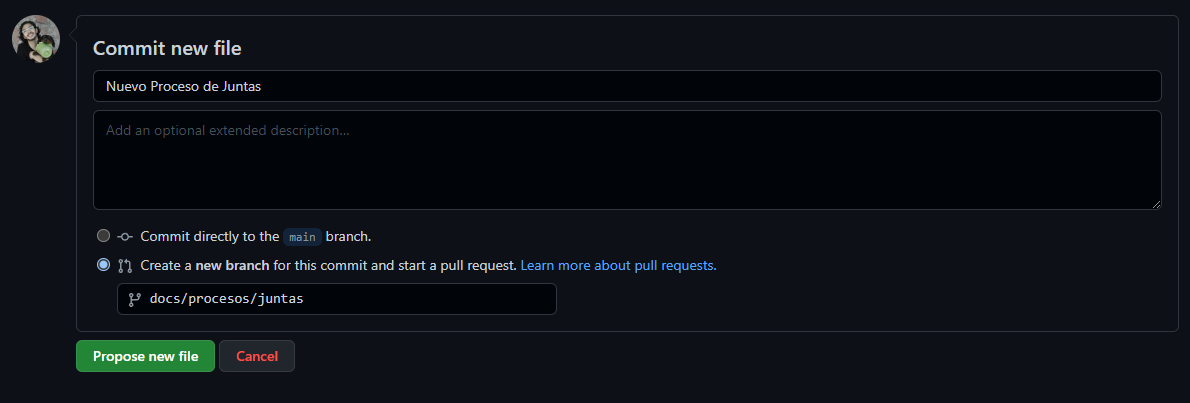 Commit new file
Nuevo Proceso de Juntas
Add an optional extended description...
Commit directly to the main branch.
Create a new branch for this commit and start a pull request. Learn more about pull requests.
docs/procesos/juntas
Propose new file
Cancel